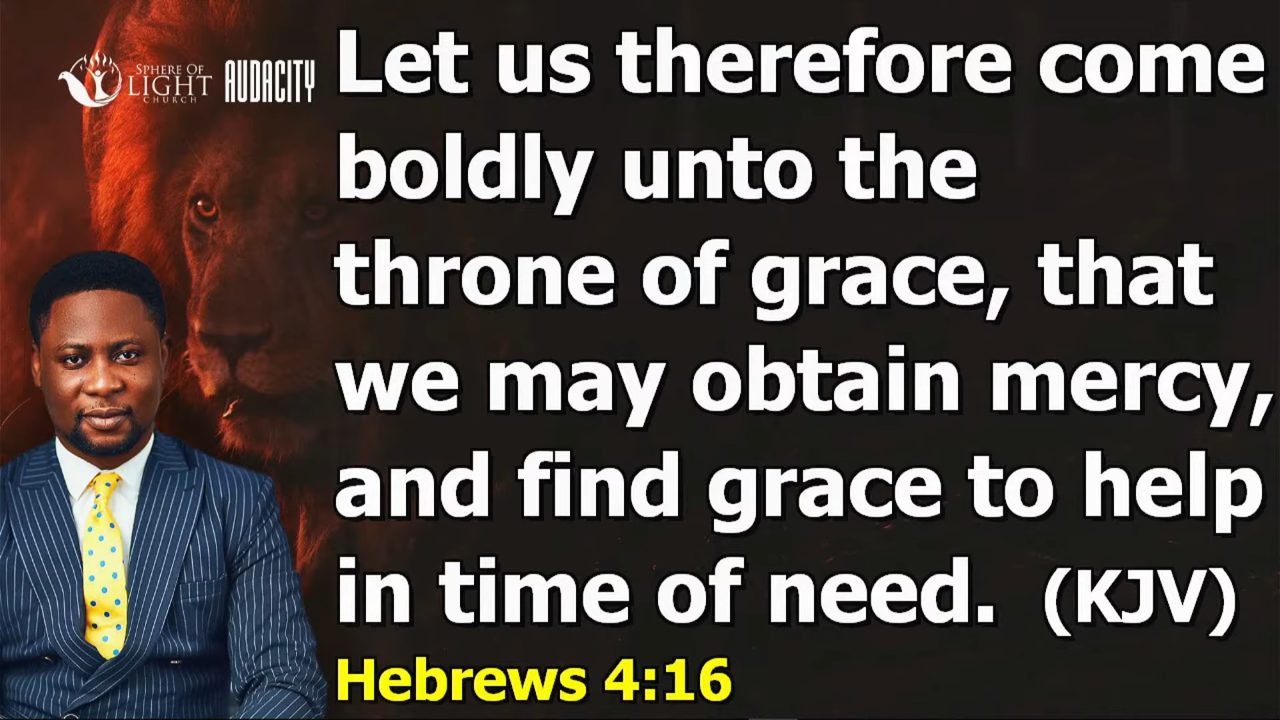 SPHERE OF
LIGHT
CHURCH
AUDACITY
Let us therefore come
boldly unto the
throne of grace, that
we may obtain mercy,
and find grace to help
in time of need. (KJV)
Hebrews 4:16